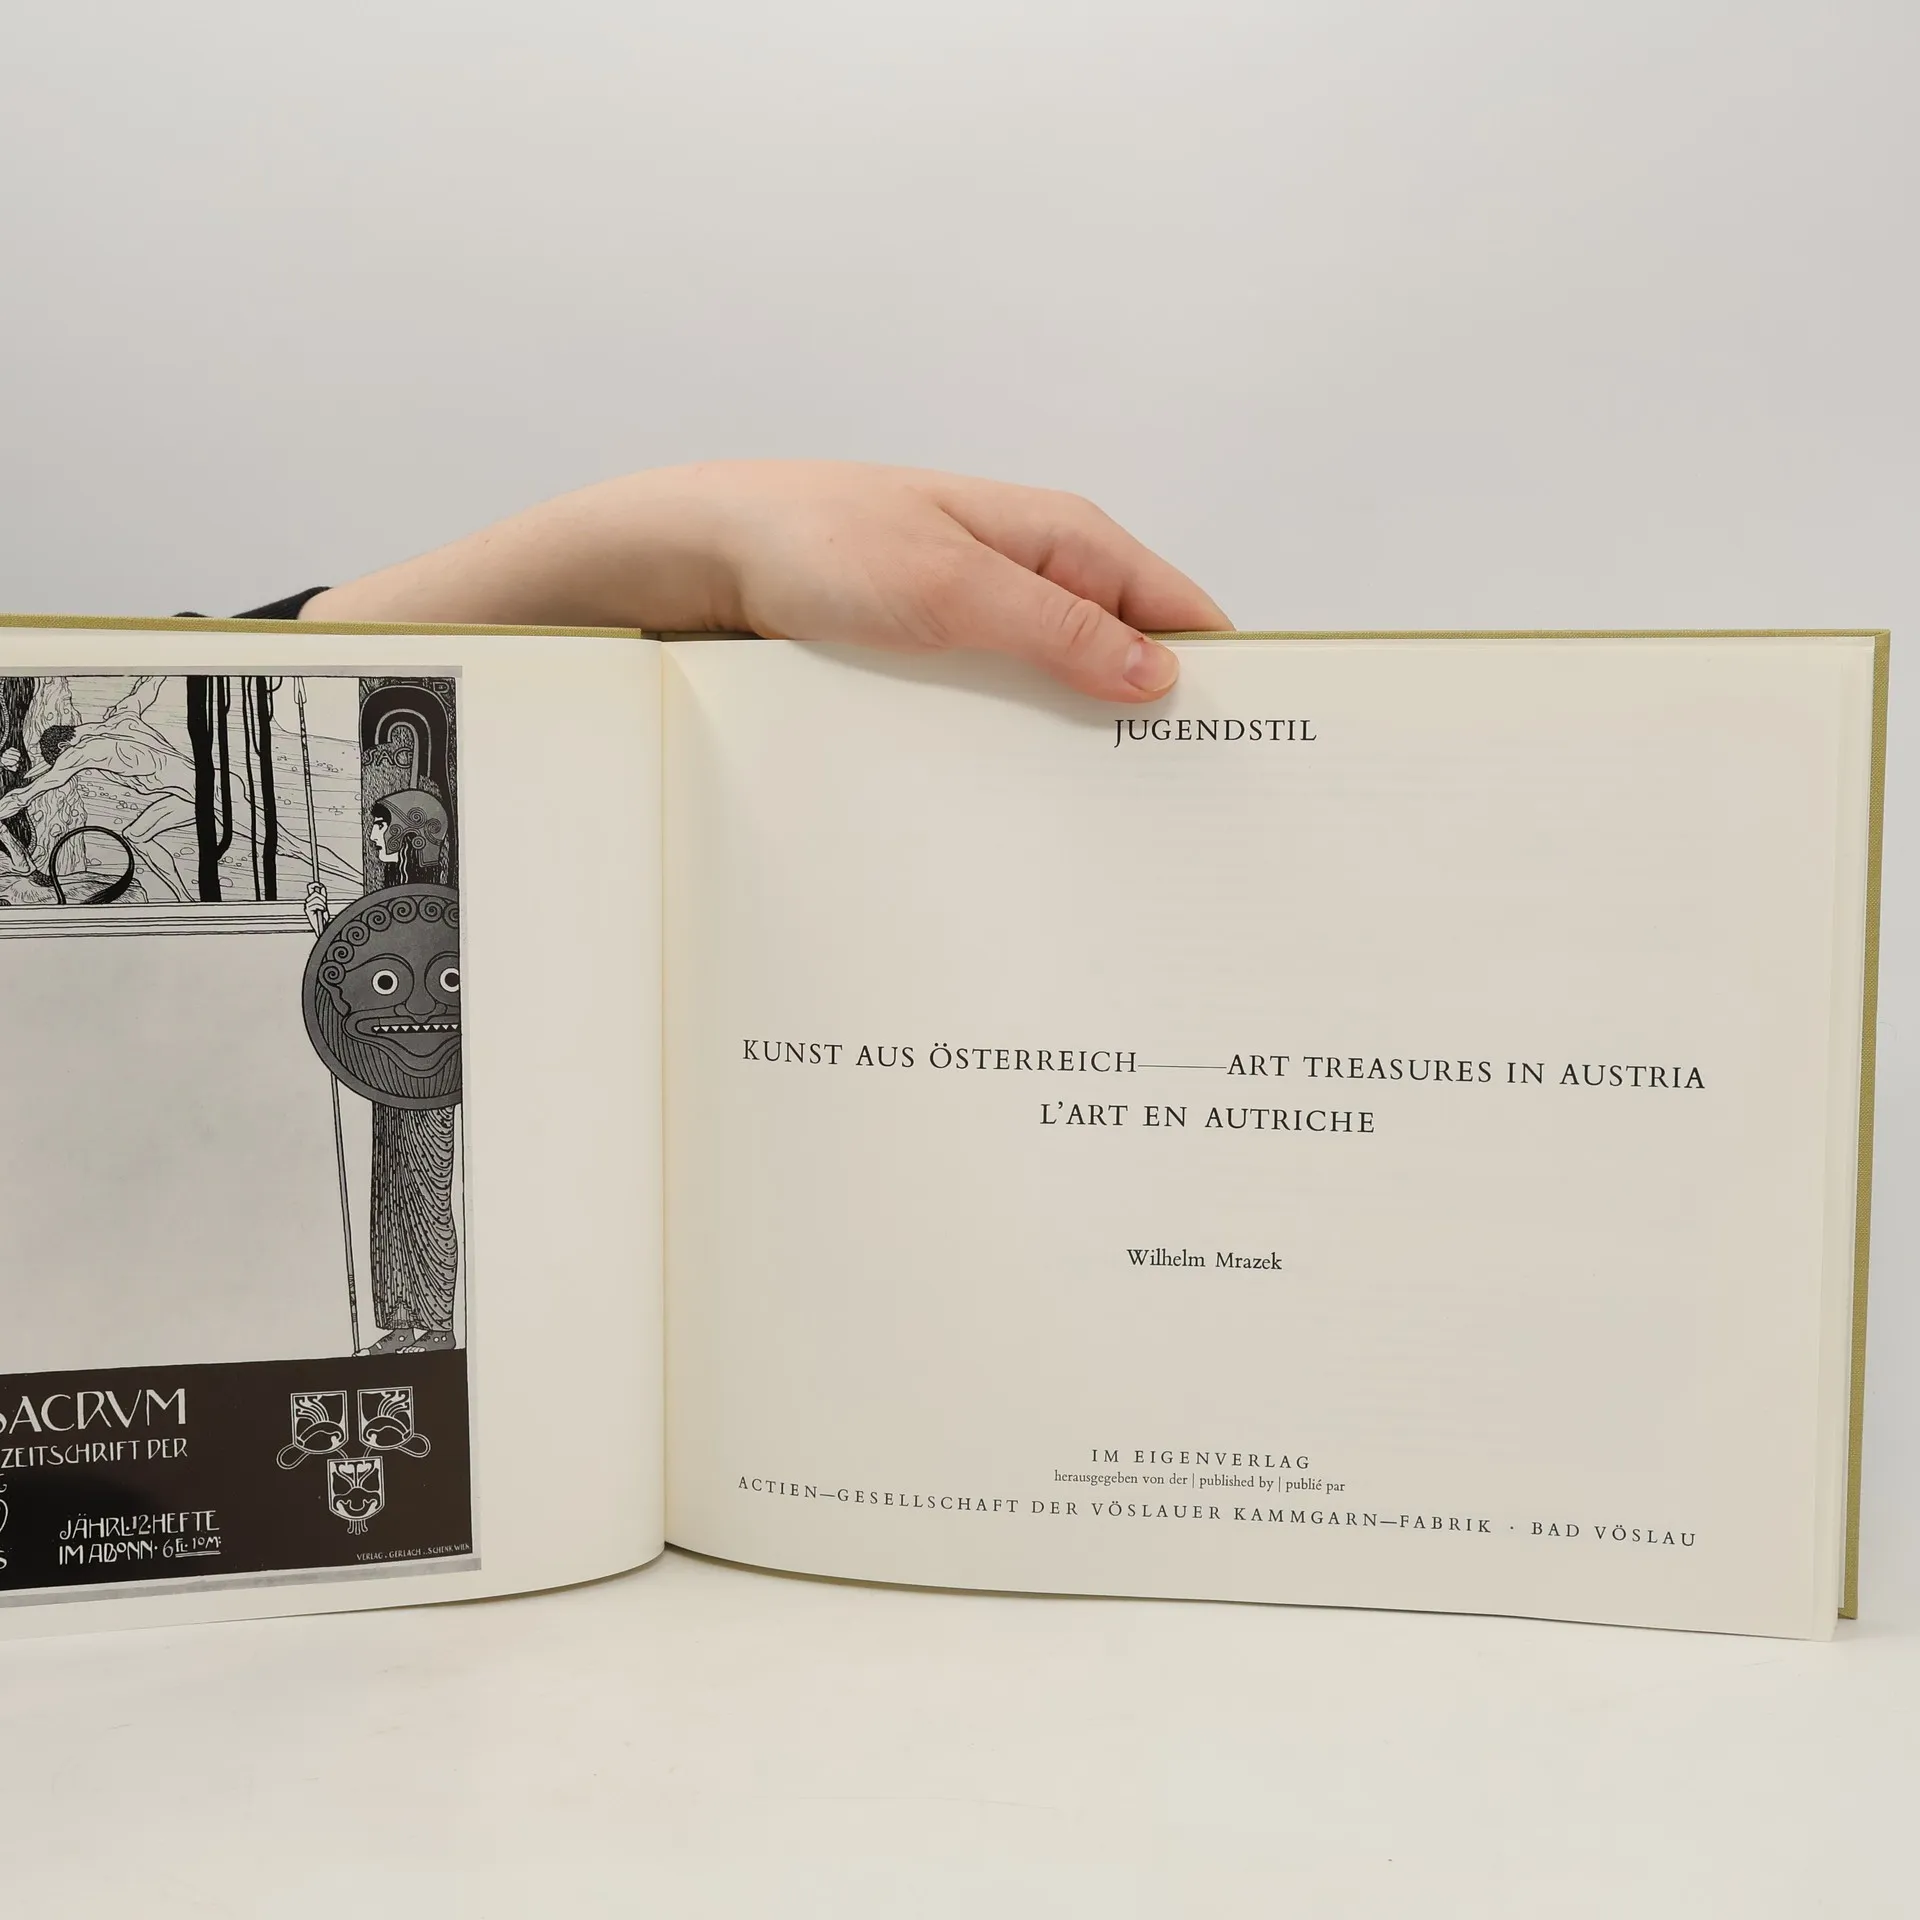 SAC
SACRVM
ZEITSCHRIFT DER
JÄHRL·12·HEFTE
IM ABONN· 6 FL· 10 M·
VERLAG · GERLACH · SCHENK WIEN
JUGENDSTIL
KUNST AUS ÖSTERREICH——ART TREASURES IN AUSTRIA
L'ART EN AUTRICHE
Wilhelm Mrazek
IM EIGENVERLAG
herausgegeben von der | published by | publié par
ACTIEN—GESELLSCHAFT DER VÖSLAUER KAMMGARN—FABRIK · BAD VÖSLAU